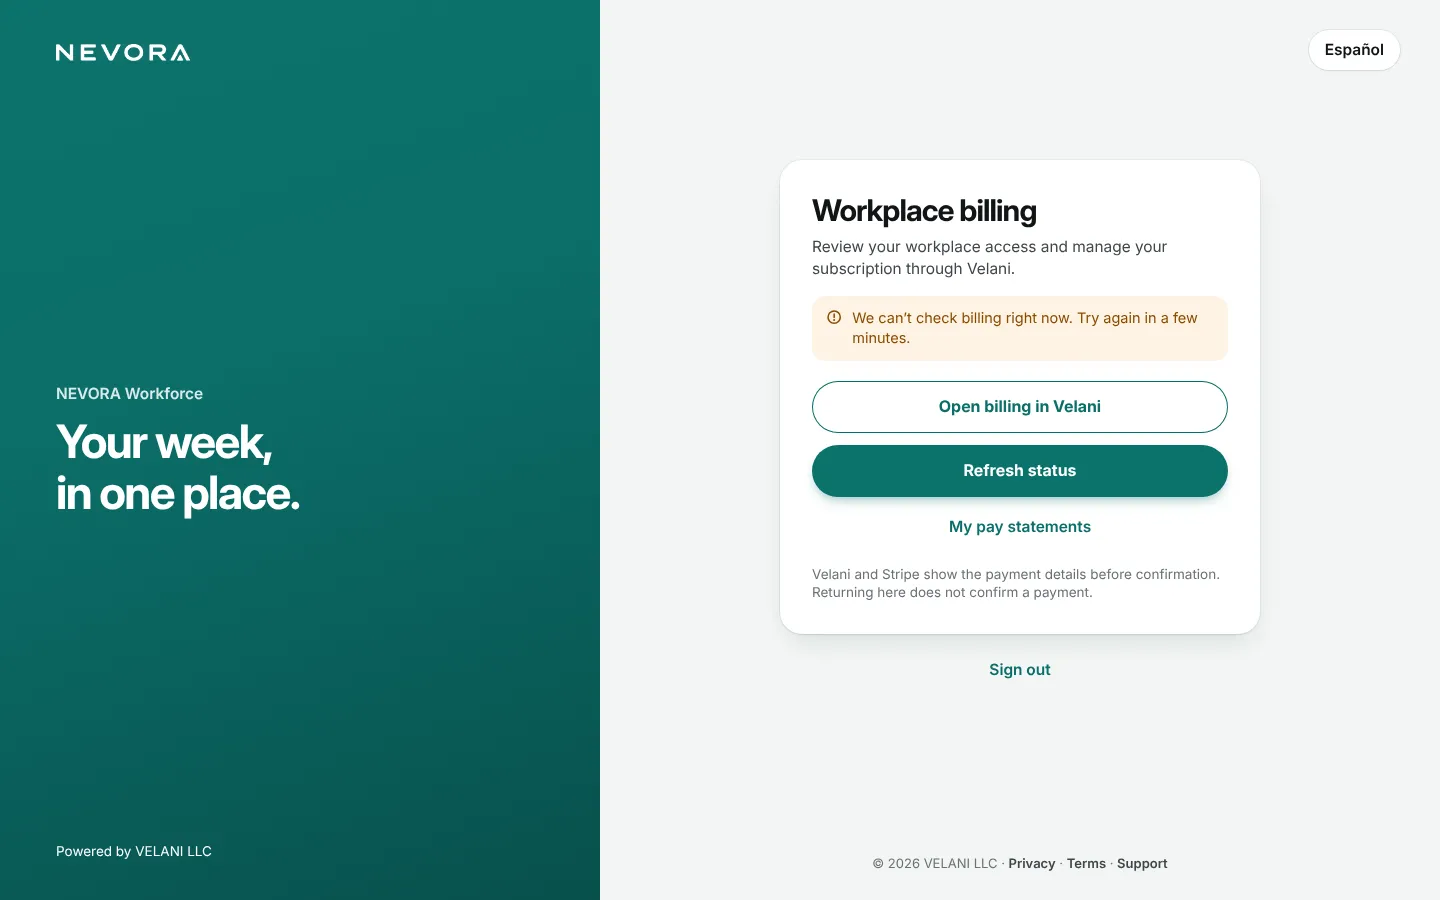 NEVORA
Español
NEVORA Workforce
Your week,
in one place.
Powered by VELANI LLC
Workplace billing
Review your workplace access and manage your
subscription through Velani.
We can’t check billing right now. Try again in a few
minutes.
Open billing in Velani
Refresh status
My pay statements
Velani and Stripe show the payment details before confirmation.
Returning here does not confirm a payment.
Sign out
© 2026 VELANI LLC · Privacy · Terms · Support